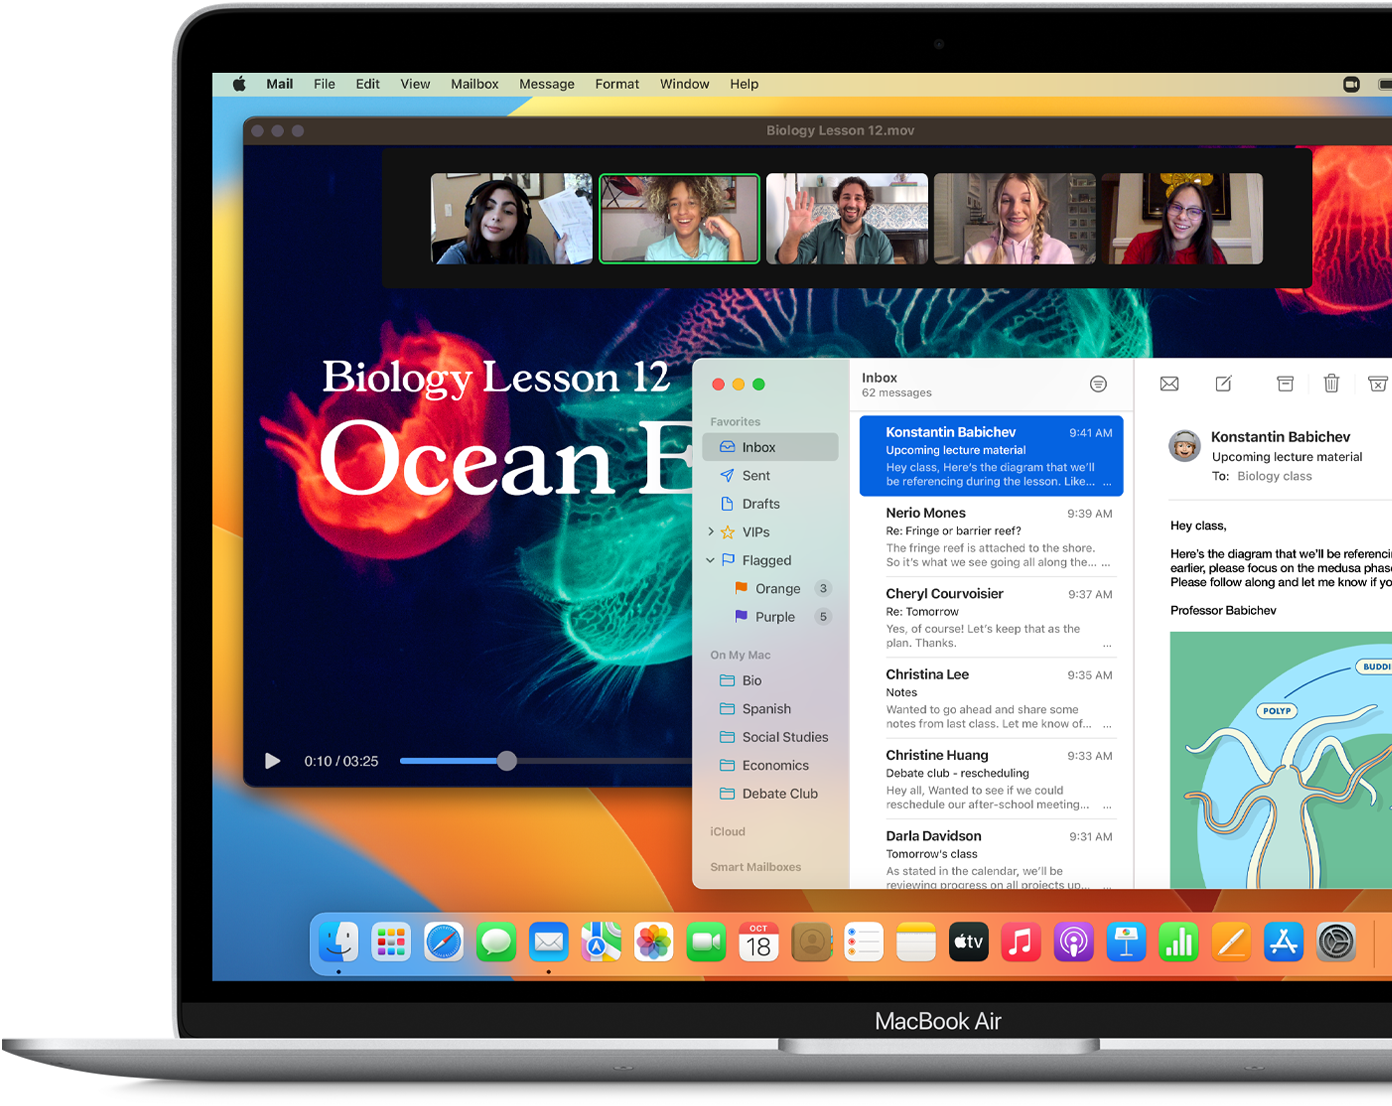 Mail File Edit View Mailbox Message Format Window Help
Biology Lesson 12.mov
Biology Lesson 12
Ocean E
0:10 / 03:25
Favorites
Inbox
Sent
Drafts
VIPs
Flagged
Orange 3
Purple 5
On My Mac
Bio
Spanish
Social Studies
Economics
Debate Club
iCloud
Smart Mailboxes
Inbox
62 messages
Konstantin Babichev 9:41 AM
Upcoming lecture material
Hey class, Here's the diagram that we'll
be referencing during the lesson. Like... ...
Nerio Mones 9:39 AM
Re: Fringe or barrier reef?
The fringe reef is attached to the shore.
So it's what we see going all along the... ...
Cheryl Courvoisier 9:37 AM
Re: Tomorrow
Yes, of course! Let's keep that as the
plan. Thanks. ...
Christina Lee 9:35 AM
Notes
Wanted to go ahead and share some
notes from last class. Let me know of... ...
Christine Huang 9:33 AM
Debate club - rescheduling
Hey all, Wanted to see if we could
reschedule our after-school meeting... ...
Darla Davidson 9:31 AM
Tomorrow's class
As stated in the calendar, we'll be
reviewing progress on all projects up... ...
Konstantin Babichev
Upcoming lecture material
To: Biology class
Hey class,
Here's the diagram that we'll be referenci
earlier, please focus on the medusa phas
Please follow along and let me know if yo
Professor Babichev
BUDDI
POLYP
OCT
18
tv
MacBook Air